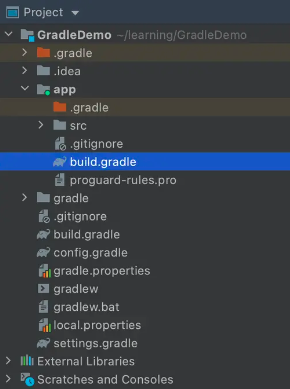 Project
GradleDemo ~/learning/GradleDemo
.gradle
.idea
app
.gradle
src
.gitignore
build.gradle
proguard-rules.pro
gradle
.gitignore
build.gradle
config.gradle
gradle.properties
gradlew
gradlew.bat
local.properties
settings.gradle
External Libraries
Scratches and Consoles